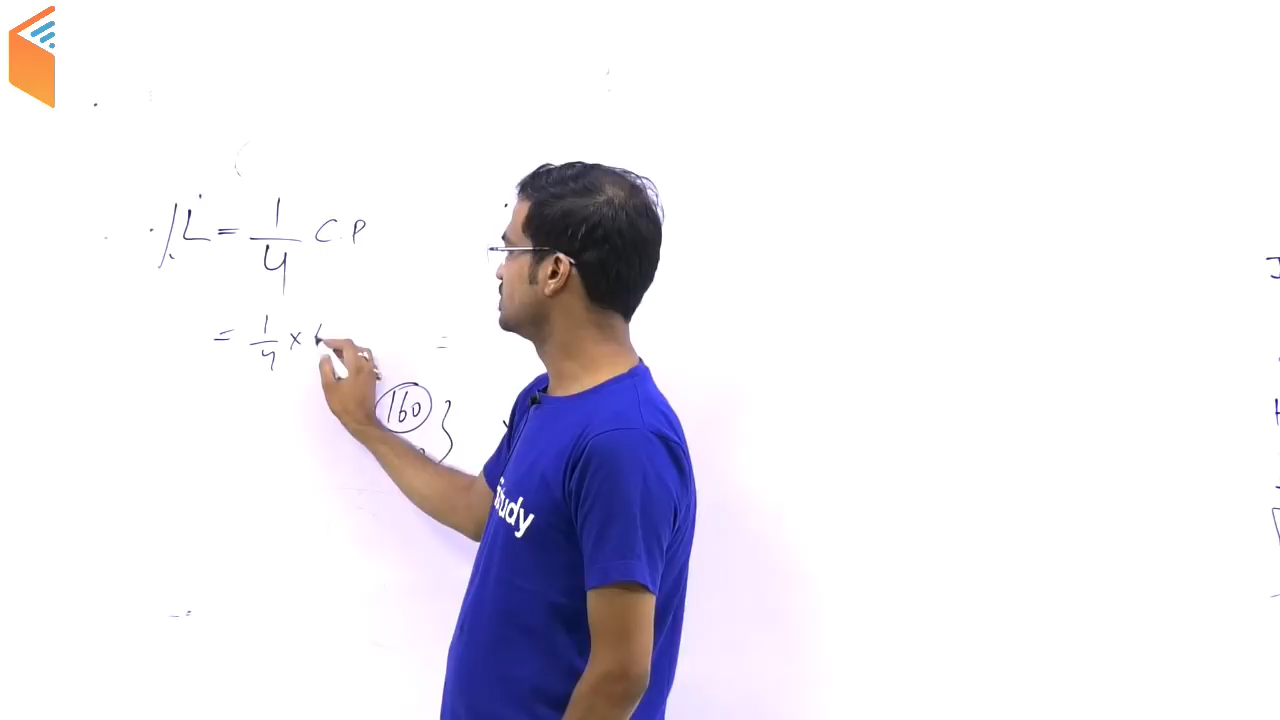 L = 1/4 C.P
= 1/4 ×
=
160 }
study